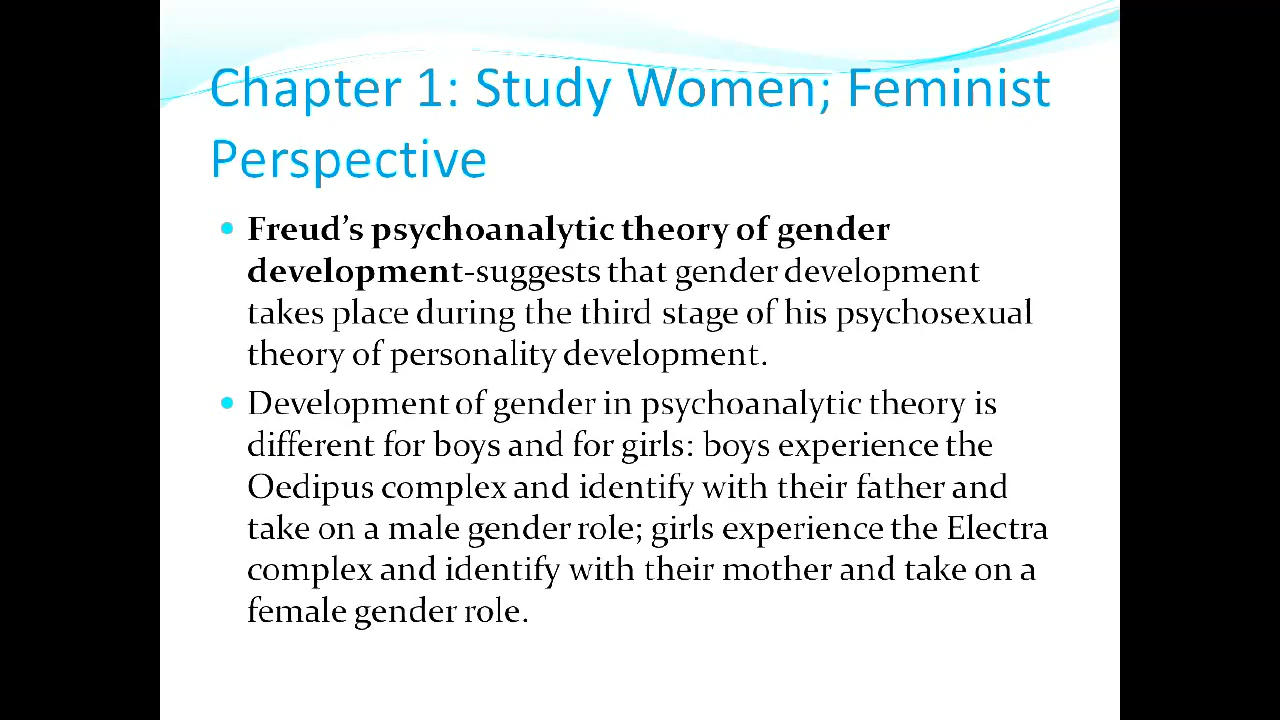 Chapter 1: Study Women; Feminist
Perspective
• Freud’s psychoanalytic theory of gender
development-suggests that gender development
takes place during the third stage of his psychosexual
theory of personality development.
• Development of gender in psychoanalytic theory is
different for boys and for girls: boys experience the
Oedipus complex and identify with their father and
take on a male gender role; girls experience the Electra
complex and identify with their mother and take on a
female gender role.